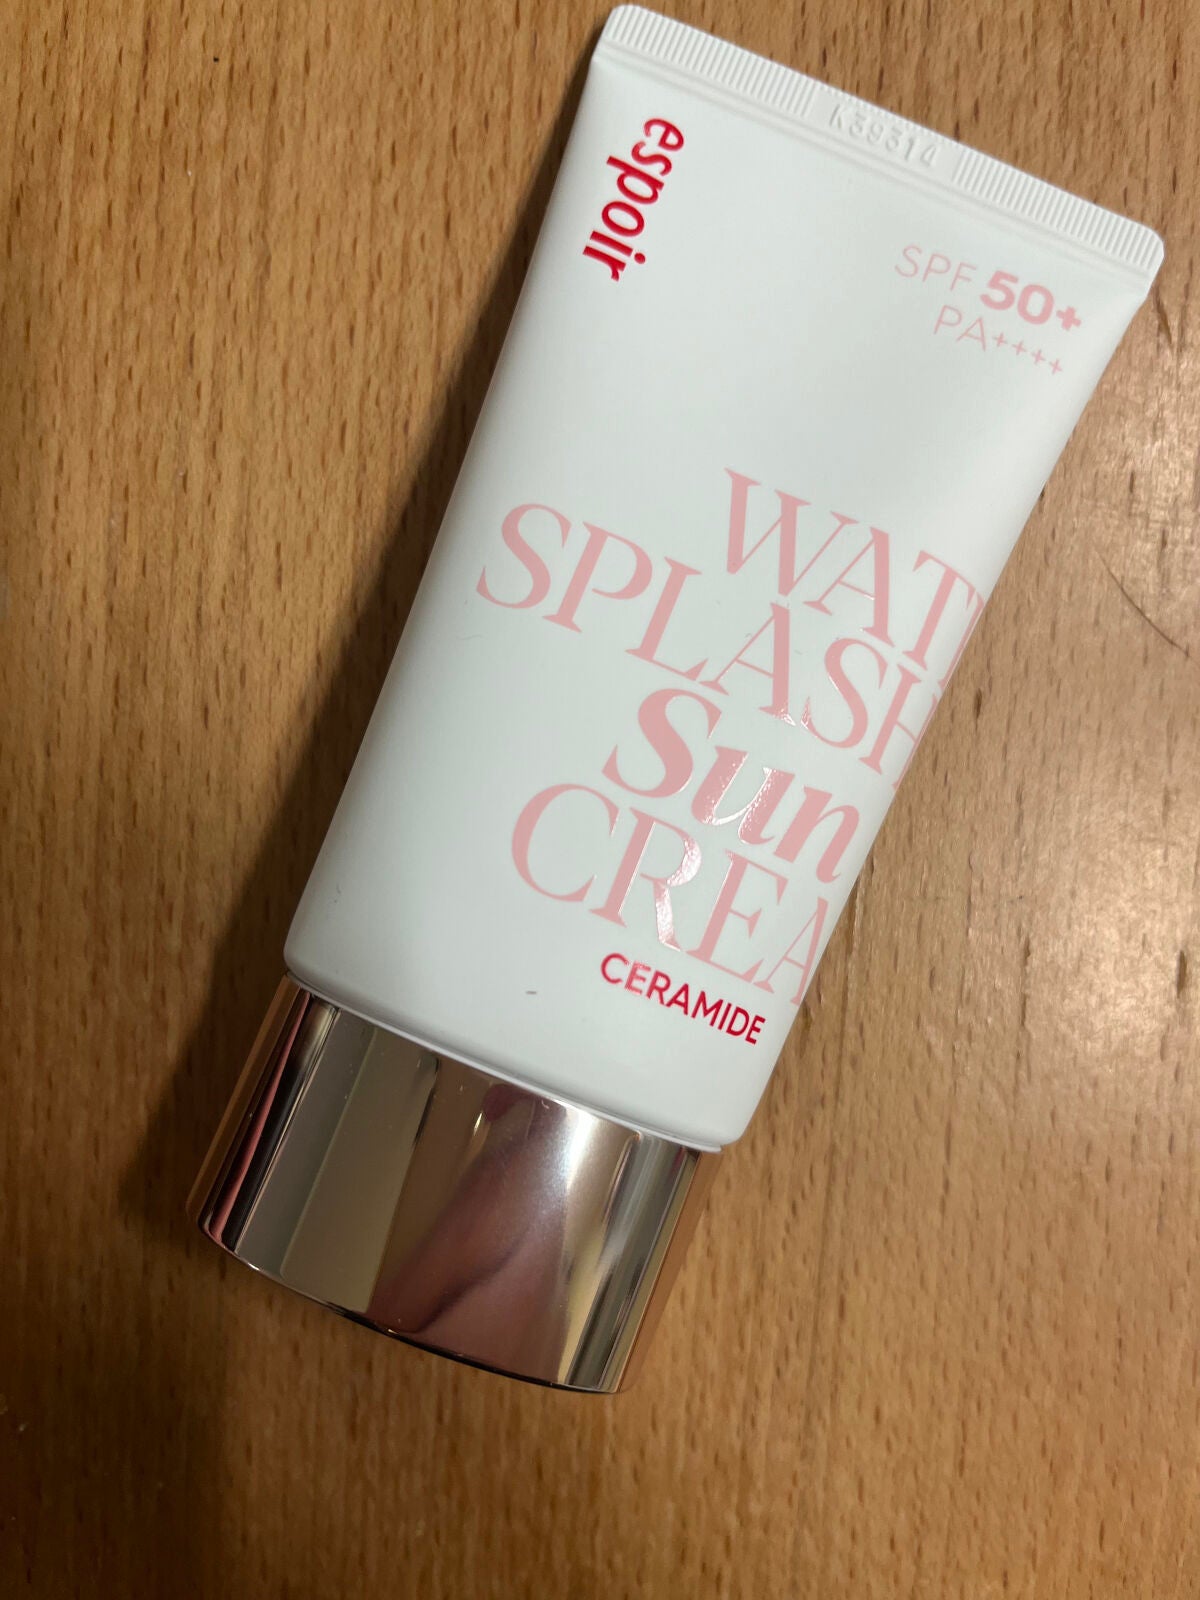 K39314
espoir
SPF 50+
PA++++
WAT
SPLASH
Sun
CREA
CERAMIDE